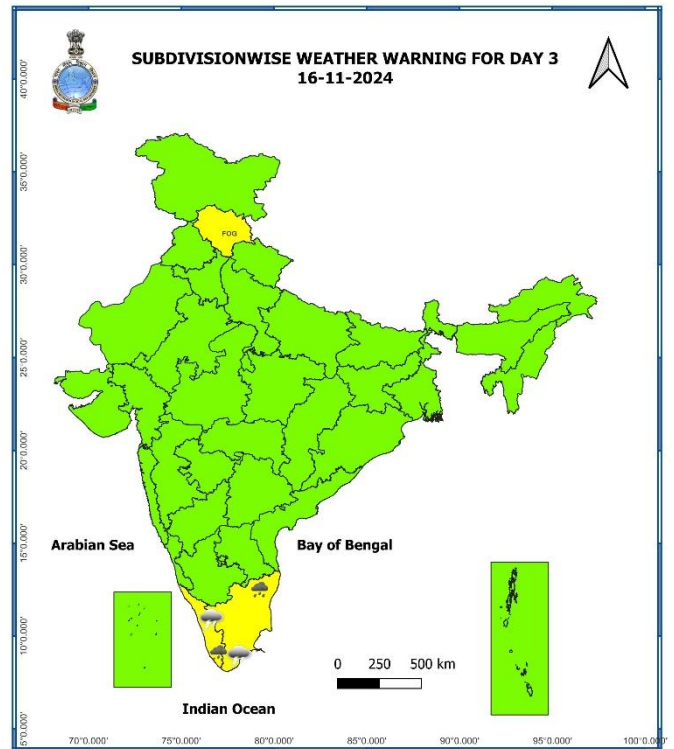 SUBDIVISIONWISE WEATHER WARNING FOR DAY 3
16-11-2024
40°0.000'
35°0.000'
30°0.000'
25°0.000'
20°0.000'
15°0.000'
10°0.000'
5°0.000'
FOG
Arabian Sea
Bay of Bengal
0 250 500 km
Indian Ocean
70°0.000' 75°0.000' 80°0.000' 85°0.000' 90°0.000' 95°0.000' 100°0.000'